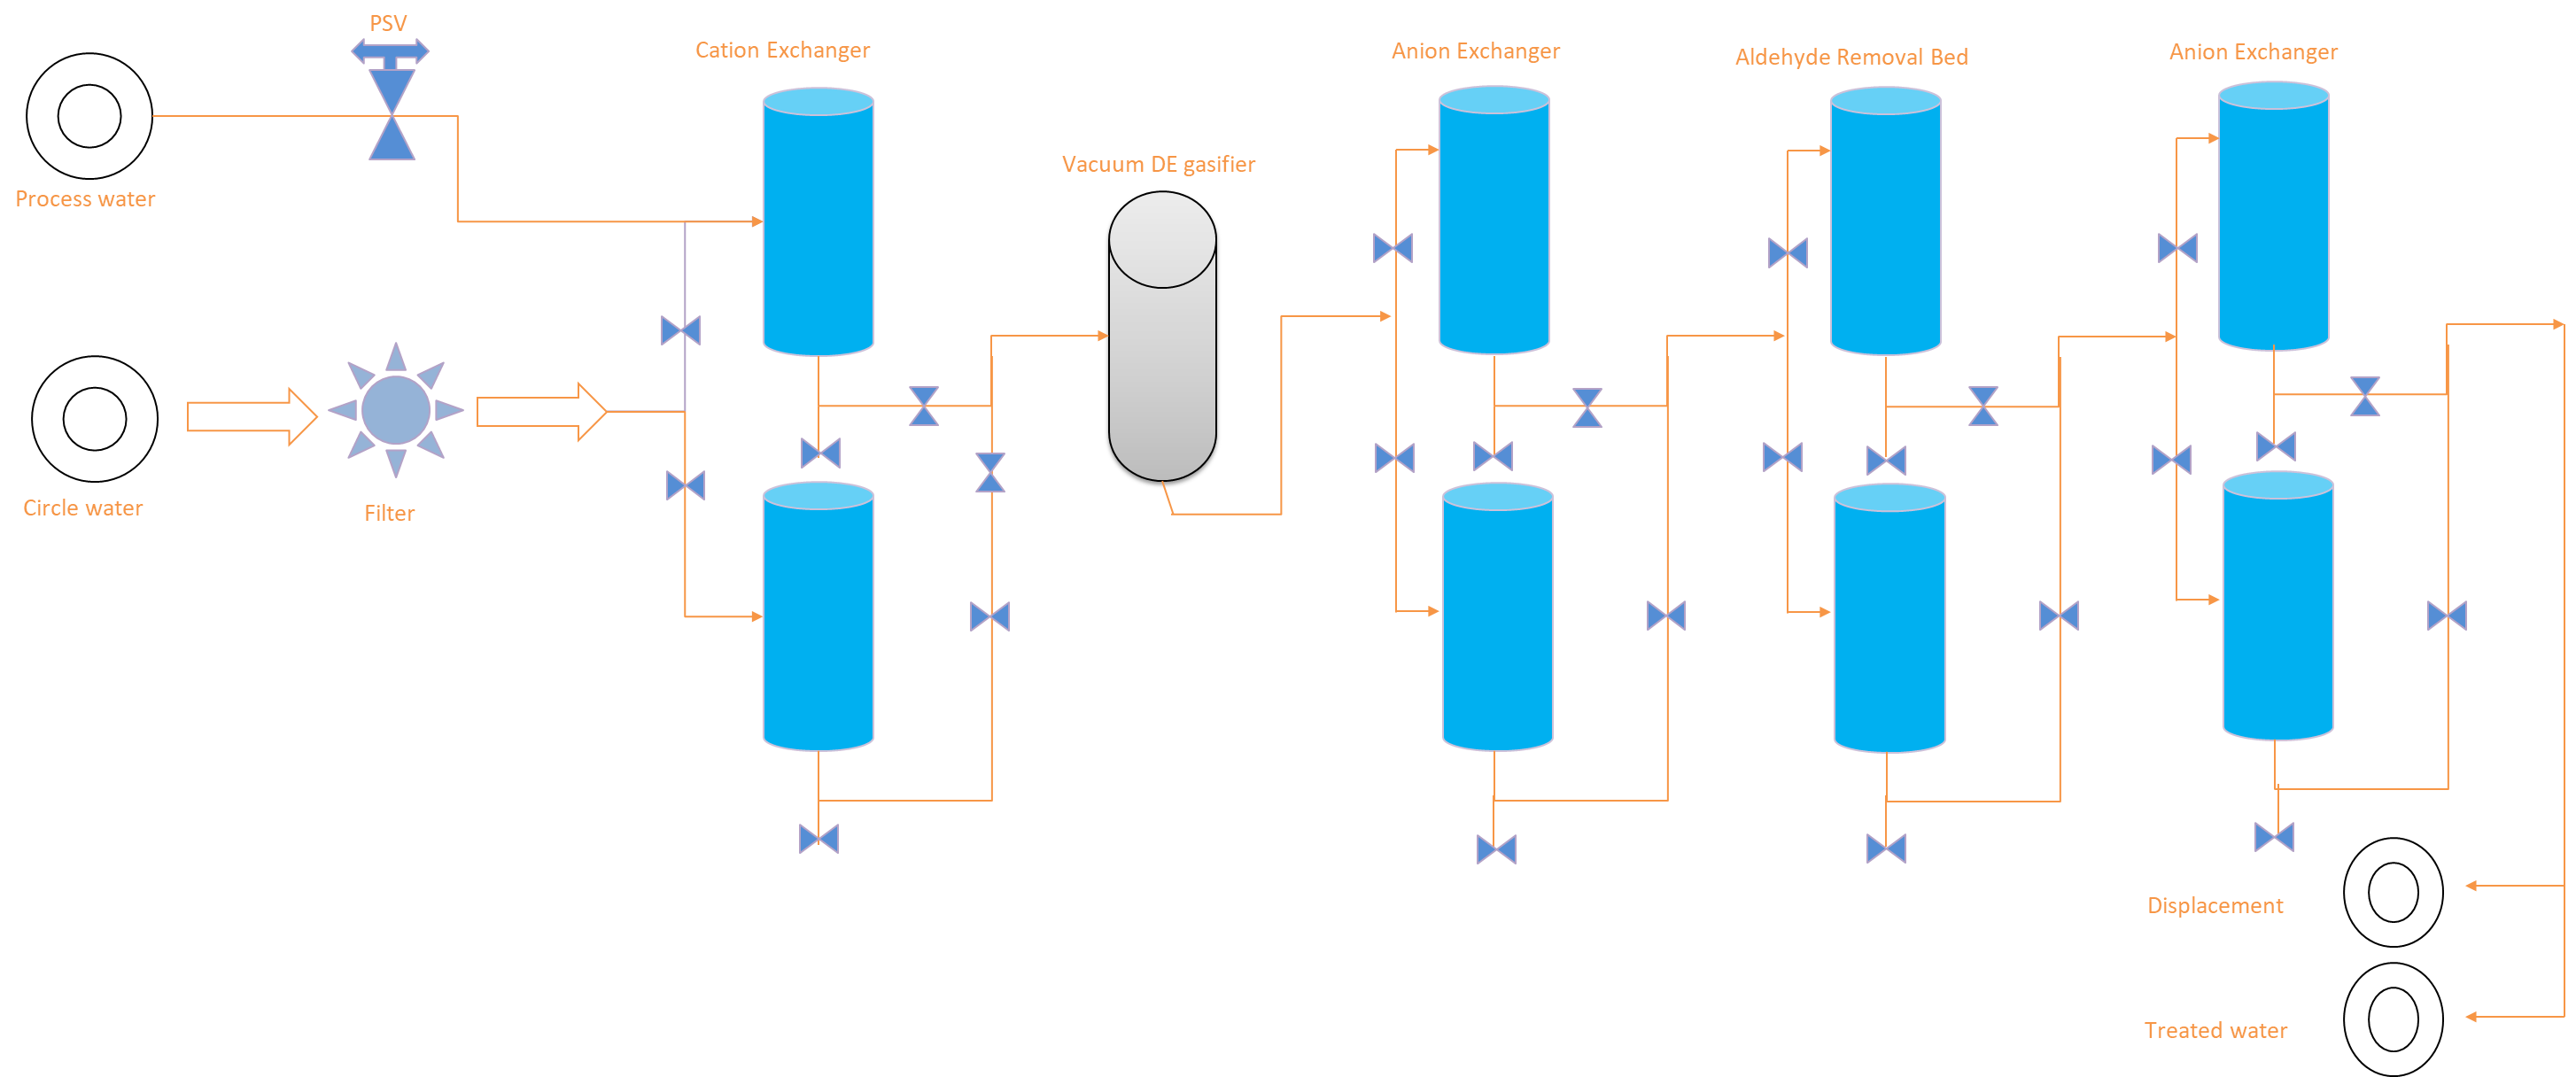 PSV
Cation Exchanger
Anion Exchanger
Aldehyde Removal Bed
Anion Exchanger
Vacuum DE gasifier
Process water
Circle water
Filter
Displacement
Treated water